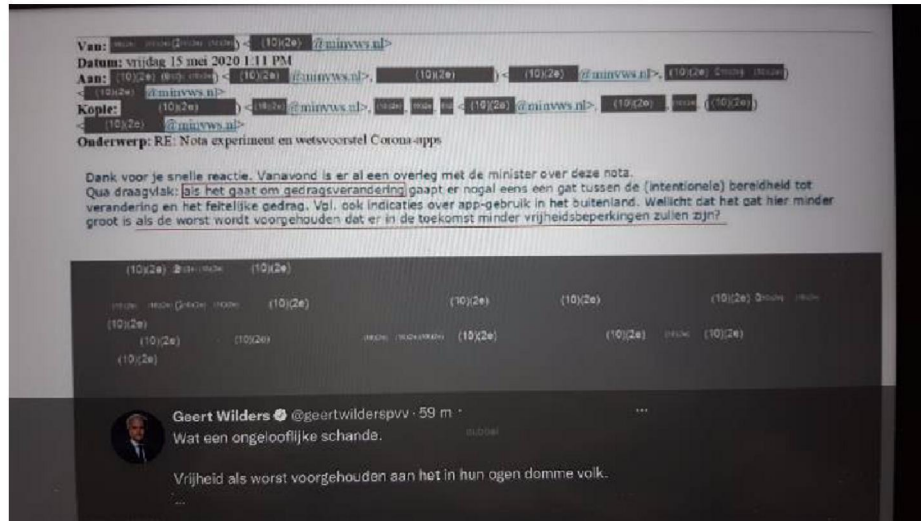 Van: (10)(2e) @minvws.nl>
Datum: vrijdag 15 mei 2020 1:11 PM
Aan: (10)(2e) < (10)(2e) @minvws.nl>, (10)(2e) ) < (10)(2e) @minvws.nl>, (10)(2e)
< (10)(2e) @minvws.nl>
Kopie: (10)(2e) ) < @minvws.nl>, < (10)(2e) @minvws.nl>, (10)(2e) , ((10)(2e))
< (10)(2e) @minvws.nl>
Onderwerp: RE: Nota experiment en wetsvoorstel Corona-apps
Dank voor je snelle reactie. Vanavond is er al een overleg met de minister over deze nota.
Qua draagvlak: als het gaat om gedragsverandering gaapt er nogal eens een gat tussen de (intentionele) bereidheid tot
verandering en het feitelijke gedrag. Vgl. ook indicaties over app-gebruik in het buitenland. Wellicht dat het gat hier minder
groot is als de worst wordt voorgehouden dat er in de toekomst minder vrijheidsbeperkingen zullen zijn?
(10)(2e) (10)(2e)
(10)(2e) (10)(2e) (10)(2e) (10)(2e)
(10)(2e)
(10)(2e) (10)(2e) (10)(2e) (10)(2e) (10)(2e)
(10)(2e)
Geert Wilders @geertwilderspvv · 59 m ...
Wat een ongelooflijke schande.
Vrijheid als worst voorgehouden aan het in hun ogen domme volk.
...